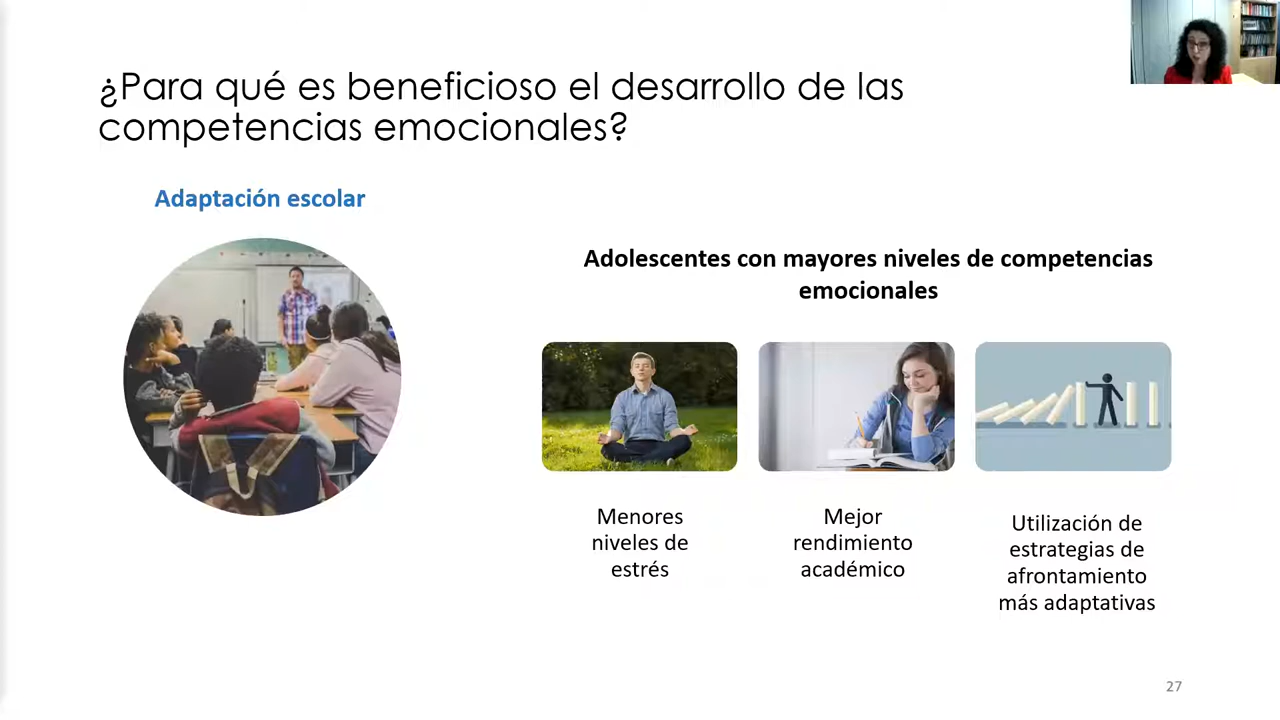 ¿Para qué es beneficioso el desarrollo de las
competencias emocionales?
Adaptación escolar
Adolescentes con mayores niveles de competencias
emocionales
Menores
niveles de
estrés
Mejor
rendimiento
académico
Utilización de
estrategias de
afrontamiento
más adaptativas
27